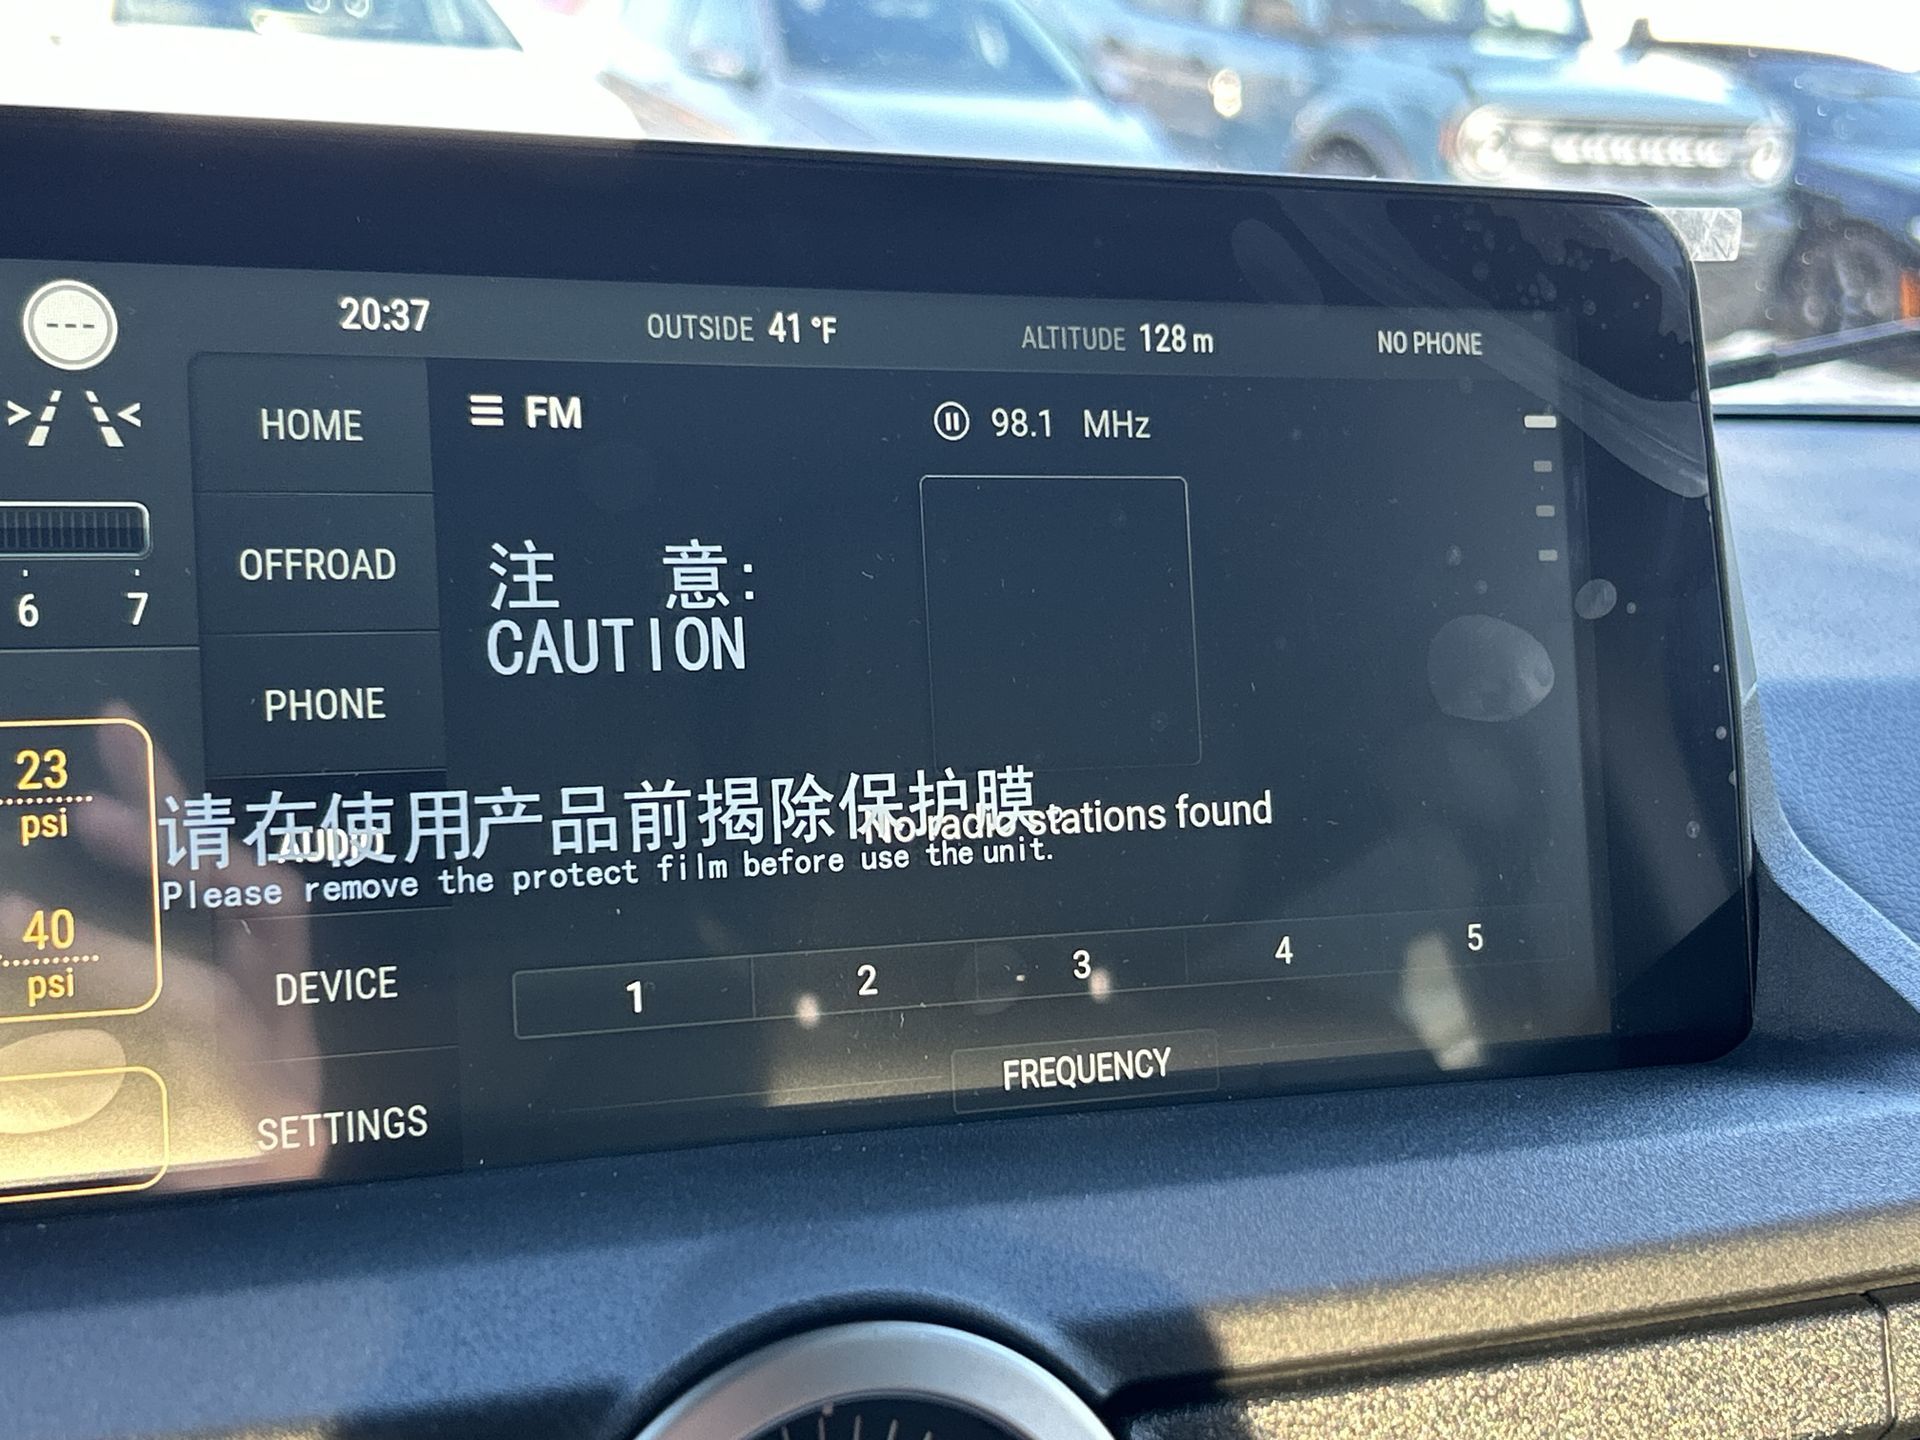 ---
20:37
OUTSIDE 41 °F
ALTITUDE 128 m
NO PHONE
HOME
FM
98.1 MHz
OFFROAD
注 意:
CAUTION
6 7
PHONE
23
psi
请在使用产品前揭除保护膜。
AUDIO
No radio stations found
Please remove the protect film before use the unit.
40
psi
DEVICE
1 2 3 4 5
FREQUENCY
SETTINGS